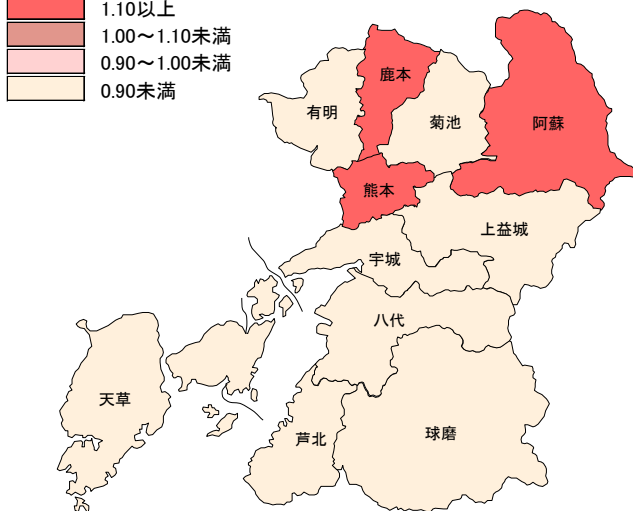 1.10以上
1.00～1.10未満
0.90～1.00未満
0.90未満
鹿本
有明
菊池
阿蘇
熊本
上益城
宇城
八代
天草
芦北
球磨